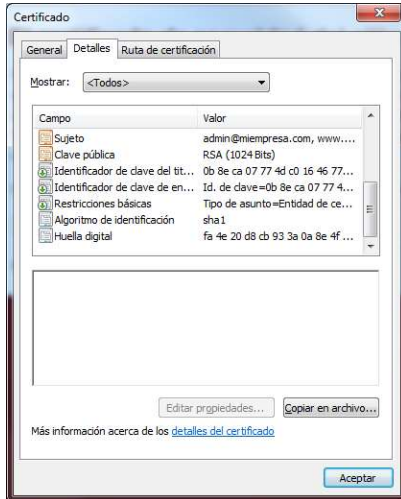 Certificado
General Detalles Ruta de certificación
Mostrar: <Todos>
Campo Valor
Sujeto admin@miempresa.com, www....
Clave pública RSA (1024 Bits)
Identificador de clave del tit... 0b 8e ca 07 77 4d c0 16 46 77...
Identificador de clave de en... Id. de clave=0b 8e ca 07 77 4...
Restricciones básicas Tipo de asunto=Entidad de ce...
Algoritmo de identificación sha1
Huella digital fa 4e 20 d8 cb 93 3a 0a 8e 4f ...
Editar propiedades... Copiar en archivo...
Más información acerca de los detalles del certificado
Aceptar